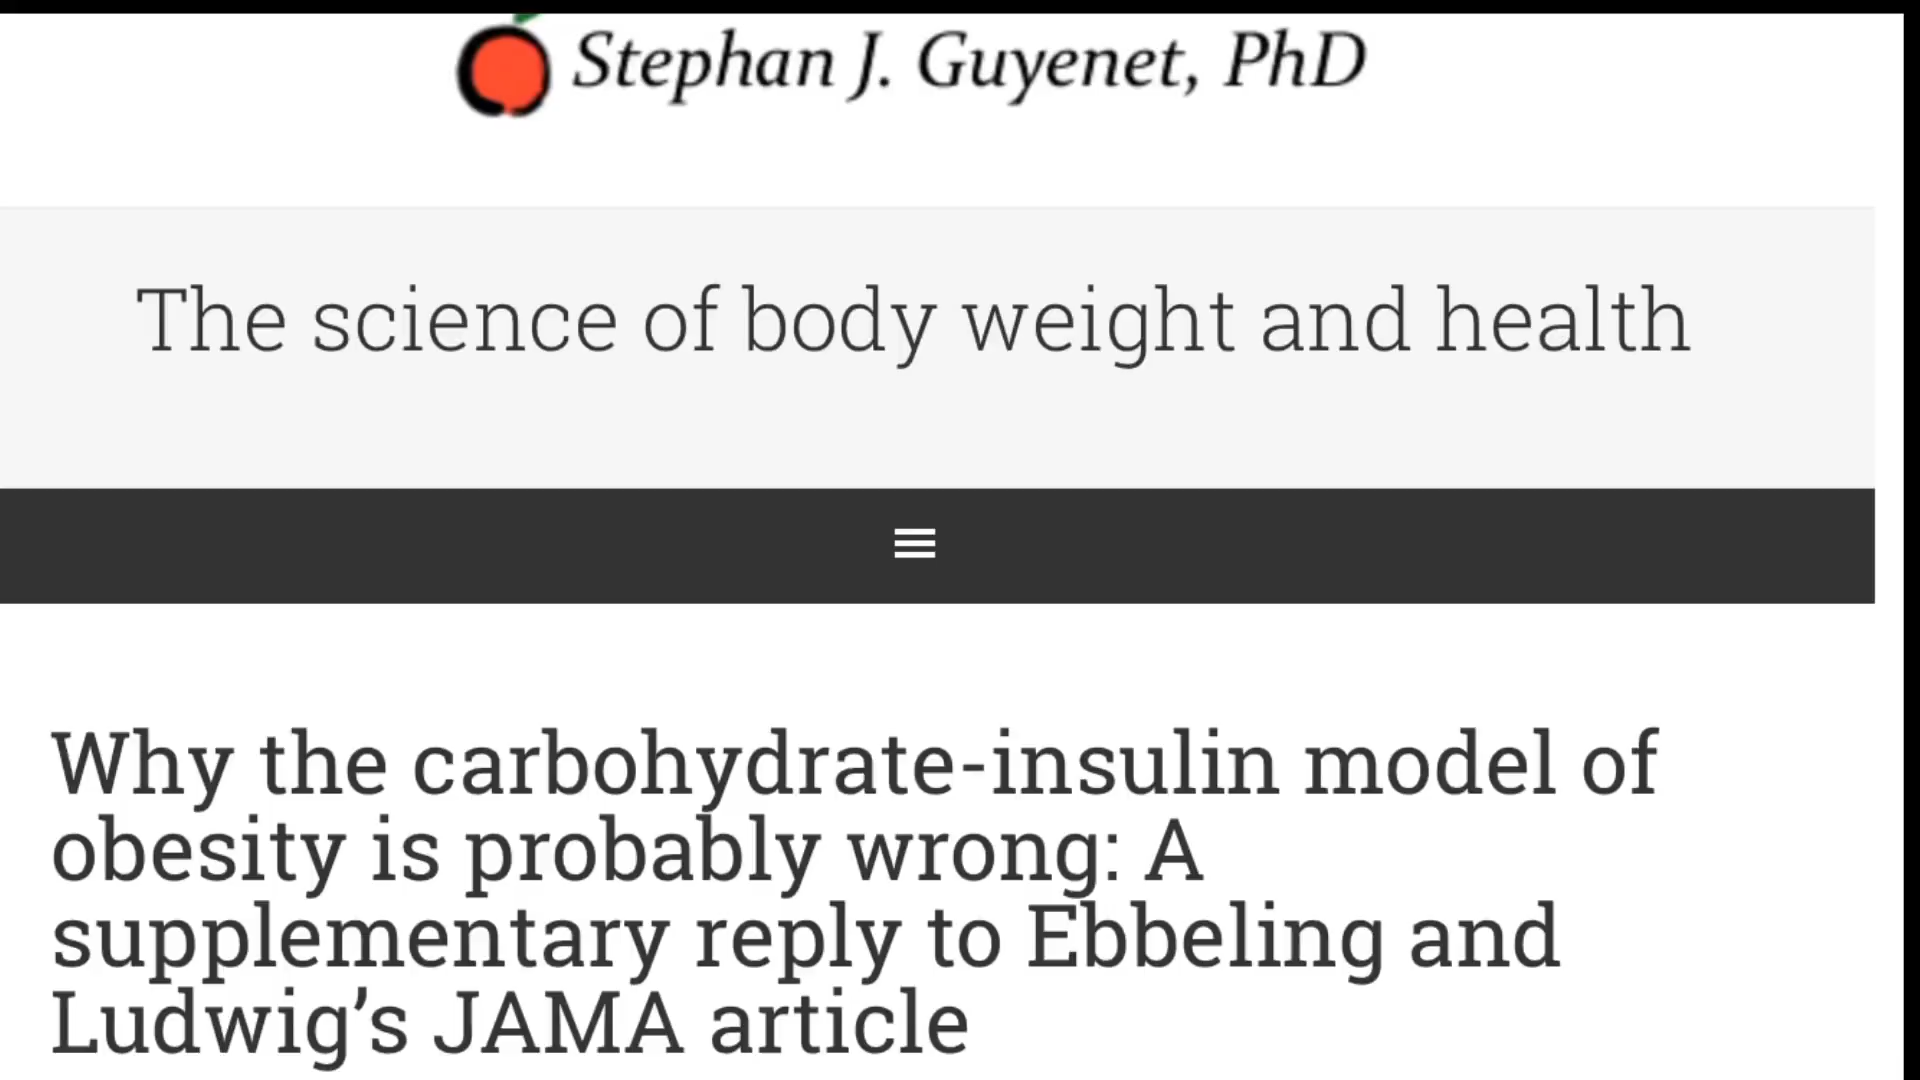 Stephan J. Guyenet, PhD
The science of body weight and health
Why the carbohydrate-insulin model of
obesity is probably wrong: A
supplementary reply to Ebbeling and
Ludwig’s JAMA article